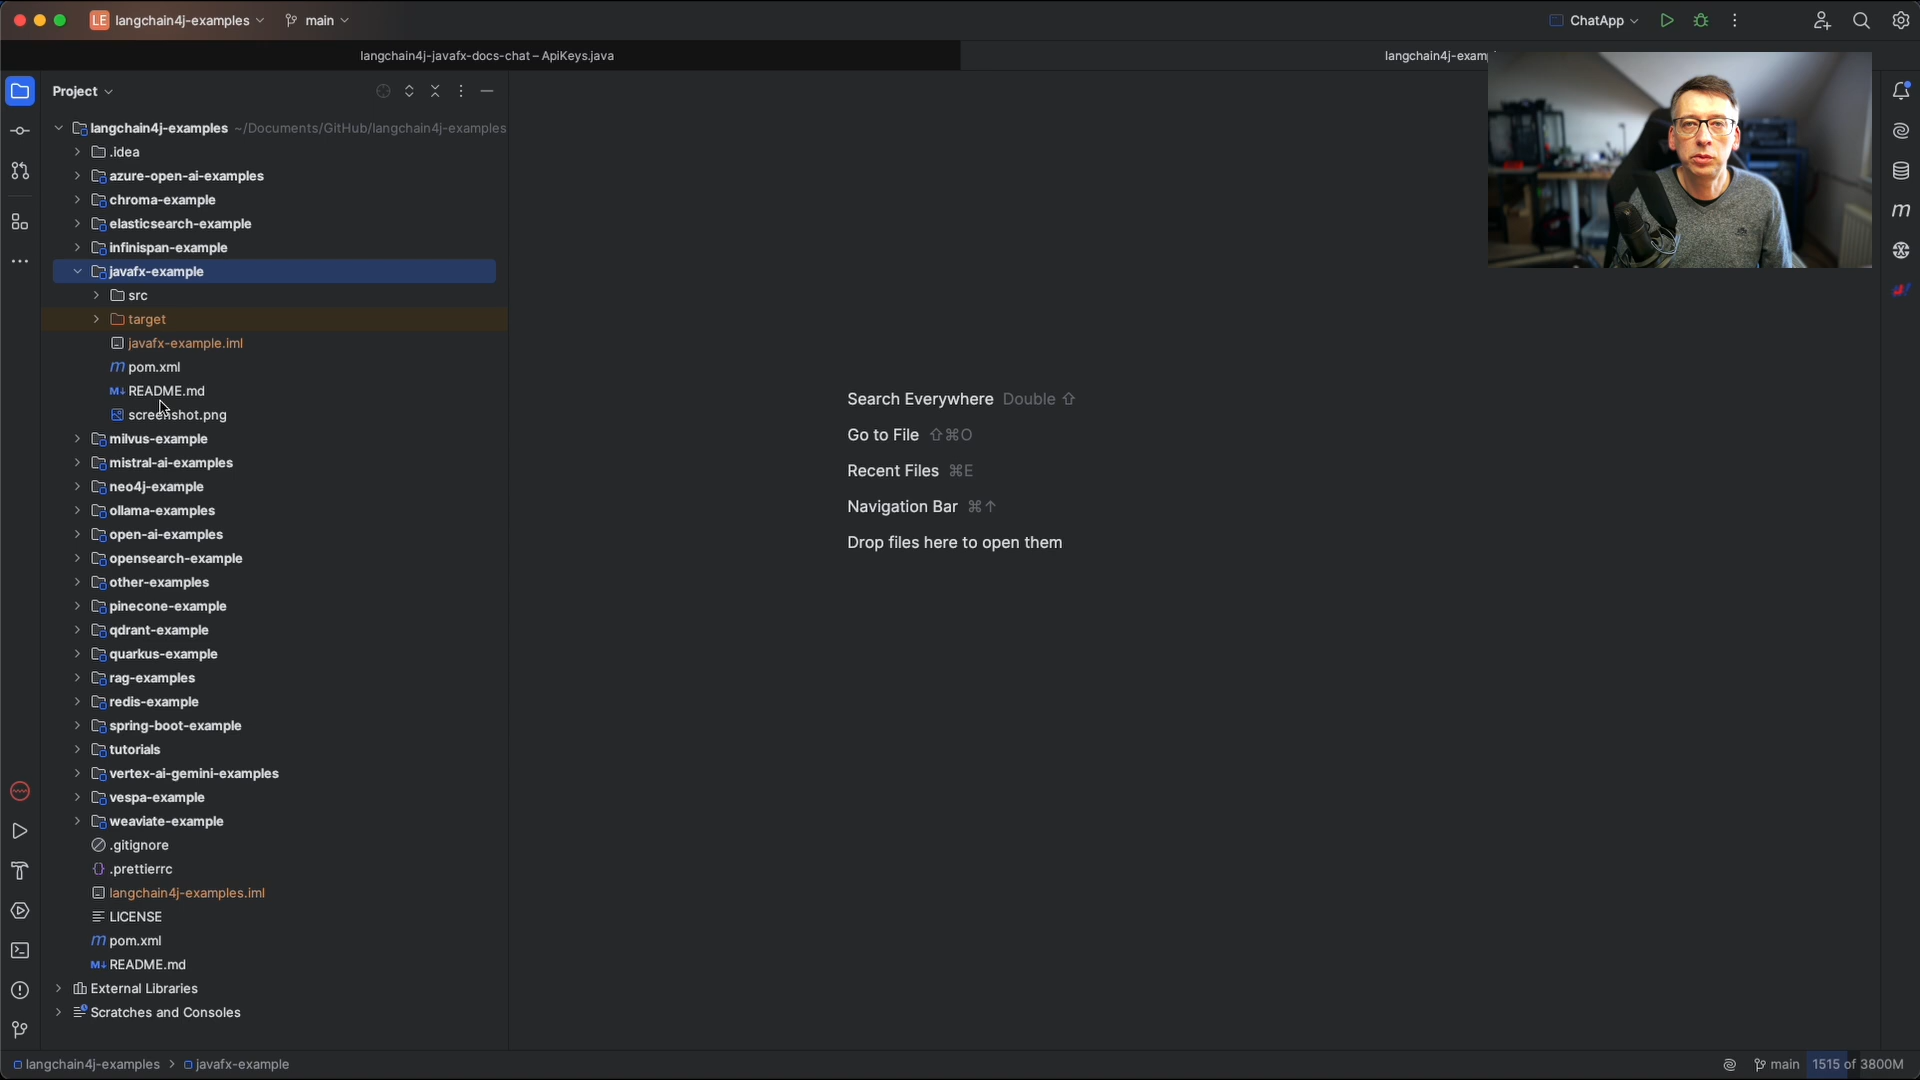 LE langchain4j-examples main ChatApp
langchain4j-javafx-docs-chat – ApiKeys.java langchain4j-examp
Project
langchain4j-examples ~/Documents/GitHub/langchain4j-examples
.idea
azure-open-ai-examples
chroma-example
elasticsearch-example
infinispan-example
javafx-example
src
target
javafx-example.iml
m pom.xml
M↓ README.md
screenshot.png
milvus-example
mistral-ai-examples
neo4j-example
ollama-examples
open-ai-examples
opensearch-example
other-examples
pinecone-example
qdrant-example
quarkus-example
rag-examples
redis-example
spring-boot-example
tutorials
vertex-ai-gemini-examples
vespa-example
weaviate-example
.gitignore
{} .prettierrc
langchain4j-examples.iml
LICENSE
m pom.xml
M↓ README.md
External Libraries
Scratches and Consoles
Search Everywhere Double ⇧
Go to File ⇧⌘O
Recent Files ⌘E
Navigation Bar ⌘↑
Drop files here to open them
m
langchain4j-examples > javafx-example main 1515 of 3800M